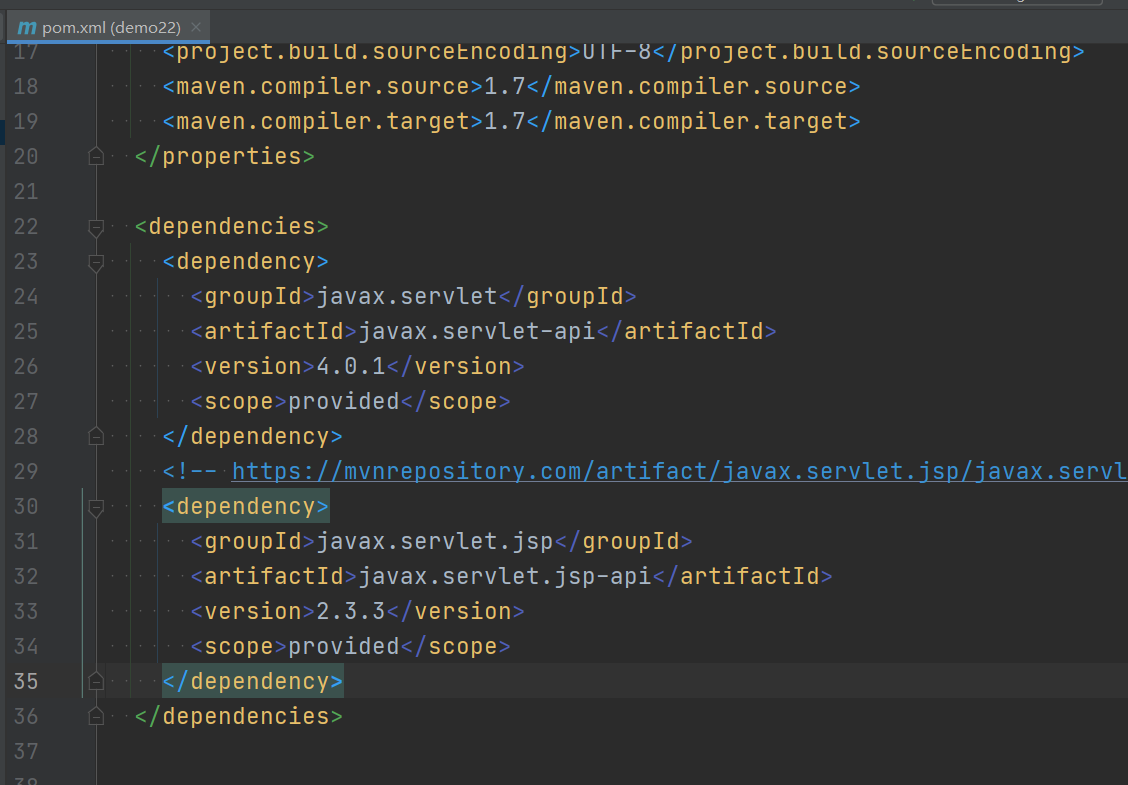 m pom.xml (demo22) ×
17 <project.build.sourceEncoding>UTF-8</project.build.sourceEncoding>
18 <maven.compiler.source>1.7</maven.compiler.source>
19 <maven.compiler.target>1.7</maven.compiler.target>
20 </properties>
21
22 <dependencies>
23 <dependency>
24 <groupId>javax.servlet</groupId>
25 <artifactId>javax.servlet-api</artifactId>
26 <version>4.0.1</version>
27 <scope>provided</scope>
28 </dependency>
29 <!-- https://mvnrepository.com/artifact/javax.servlet.jsp/javax.servl
30 <dependency>
31 <groupId>javax.servlet.jsp</groupId>
32 <artifactId>javax.servlet.jsp-api</artifactId>
33 <version>2.3.3</version>
34 <scope>provided</scope>
35 </dependency>
36 </dependencies>
37
38